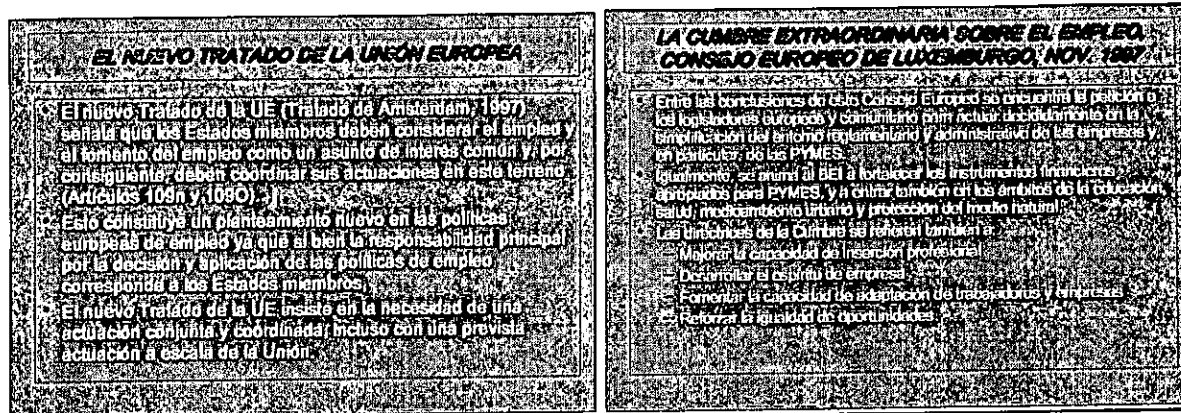 EL NUEVO TRATADO DE LA UNIÓN EUROPEA
El nuevo Tratado de la UE (Tratado de Amsterdam, 1997)
señala que los Estados miembros deben considerar el empleo y
el fomento del empleo como un asunto de interés común y, por
consiguiente, deben coordinar sus actuaciones en este terreno
(Artículos 109n y 109O).
Esto constituye un planteamiento nuevo en las políticas
europeas de empleo ya que si bien la responsabilidad principal
por la decisión y aplicación de las políticas de empleo
corresponde a los Estados miembros,
El nuevo Tratado de la UE insiste en la necesidad de una
actuación conjunta y coordinada, incluso con una prevista
actuación a escala de la Unión.
LA CUMBRE EXTRAORDINARIA SOBRE EL EMPLEO,
CONSEJO EUROPEO DE LUXEMBURGO, NOV. 1997
Entre las conclusiones de este Consejo Europeo se encuentra la petición a
los legisladores europeos y comunitario para actuar decididamente en la
simplificación del entorno reglamentario y administrativo de las empresas y,
en particular, de las PYMES.
Igualmente, se anima al BEI a fortalecer los instrumentos financieros
apropiados para PYMES, y a entrar también en los ámbitos de la educación,
salud, medioambiente urbano y protección del medio natural.
Las directrices de la Cumbre se refieren también a:
Mejorar la capacidad de inserción profesional
Desarrollar el espíritu de empresa
Fomentar la capacidad de adaptación de trabajadores y empresas
Reforzar la igualdad de oportunidades